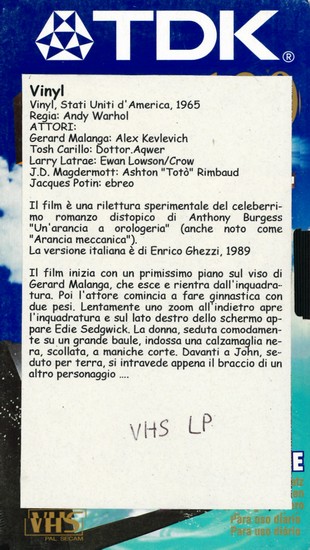 TDK®
Vinyl
Vinyl, Stati Uniti d'America, 1965
Regia: Andy Warhol
ATTORI:
Gerard Malanga: Alex Kevlevich
Tosh Carillo: Dottor.Aqwer
Larry Latrae: Ewan Lowson/Crow
J.D. Magdermott: Ashton "Totò" Rimbaud
Jacques Potin: ebreo
Il film è una rilettura sperimentale del celeberri-
mo romanzo distopico di Anthony Burgess
"Un'arancia a orologeria" (anche noto come
"Arancia meccanica").
La versione italiana è di Enrico Ghezzi, 1989
Il film inizia con un primissimo piano sul viso di
Gerard Malanga, che esce e rientra dall'inquadra-
tura. Poi l'attore comincia a fare ginnastica con
due pesi. Lentamente uno zoom all'indietro apre
l'inquadratura e sul lato destro dello schermo ap-
pare Edie Sedgwick. La donna, seduta comodamen-
te su un grande baule, indossa una calzamaglia ne-
ra, scollata, a maniche corte. Davanti a John, se-
duto per terra, si intravede appena il braccio di un
altro personaggio ....
VHS LP
E
VHS
PAL SECAM
Para uso diario
Para uso diario